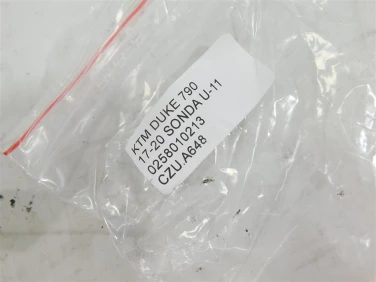 KTM DUKE 790
17-20 SONDA U-11
0258010213
CZU.A648